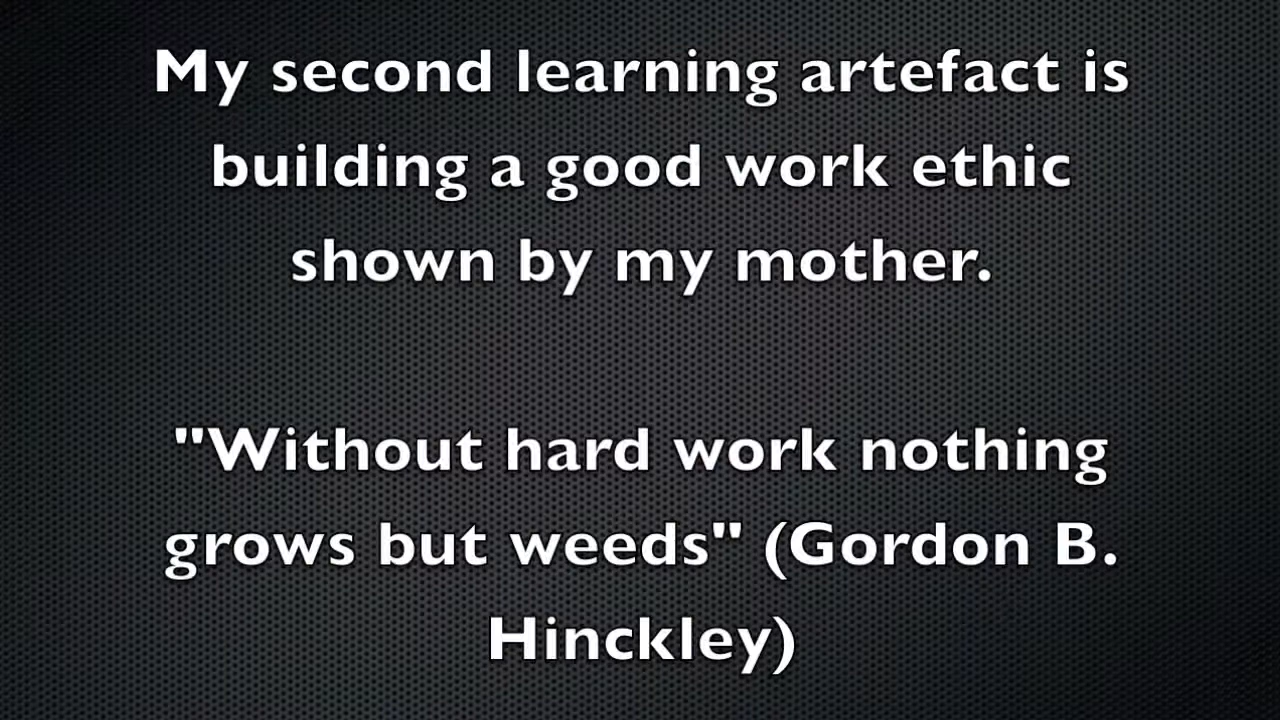 My second learning artefact is
building a good work ethic
shown by my mother.
"Without hard work nothing
grows but weeds" (Gordon B.
Hinckley)